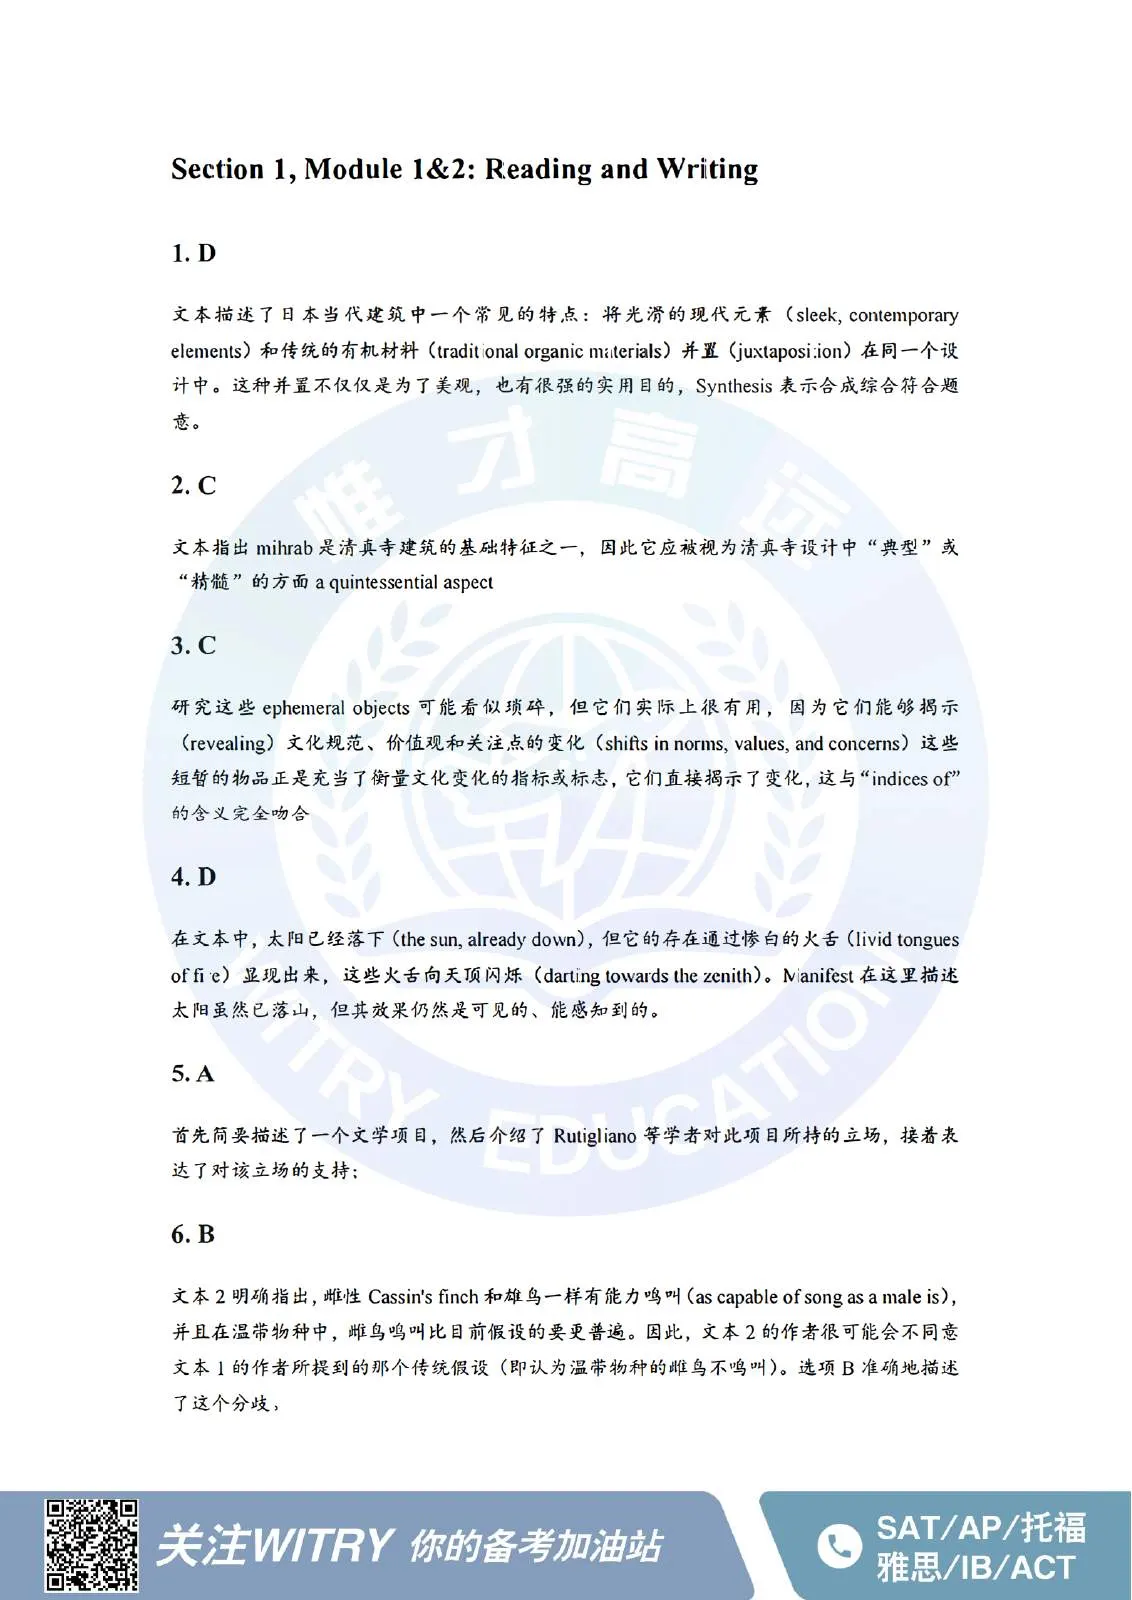 Section 1, Module 1&2: Reading and Writing
1. D
文本描述了日本当代建筑中一个常见的特点：将光滑的现代元素（sleek, contemporary
elements）和传统的有机材料（traditional organic materials）并置（juxtaposition）在同一个设
计中。这种并置不仅仅是为了美观，也有很强的实用目的，Synthesis 表示合成综合符合题
意。
2. C
文本指出 mihrab 是清真寺建筑的基础特征之一，因此它应被视为清真寺设计中“典型”或
“精髓”的方面 a quintessential aspect
3. C
研究这些 ephemeral objects 可能看似琐碎，但它们实际上很有用，因为它们能够揭示
（revealing）文化规范、价值观和关注点的变化（shifts in norms, values, and concerns）这些
短暂的物品正是充当了衡量文化变化的指标或标志，它们直接揭示了变化，这与“indices of”
的含义完全吻合
4. D
在文本中，太阳已经落下（the sun, already down），但它的存在通过惨白的火舌（livid tongues
of fire）显现出来，这些火舌向天顶闪烁（darting towards the zenith）。Manifest 在这里描述
太阳虽然已落山，但其效果仍然是可见的、能感知到的。
5. A
首先简要描述了一个文学项目，然后介绍了 Rutigliano 等学者对此项目所持的立场，接着表
达了对该立场的支持；
6. B
文本 2 明确指出，雌性 Cassin's finch 和雄鸟一样有能力鸣叫（as capable of song as a male is），
并且在温带物种中，雌鸟鸣叫比目前假设的要更普遍。因此，文本 2 的作者很可能会不同意
文本 1 的作者所提到的那个传统假设（即认为温带物种的雌鸟不鸣叫）。选项 B 准确地描述
了这个分歧；
惟才高远
WITRY EDUCATION
关注WITRY 你的备考加油站
SAT/AP/托福
雅思/IB/ACT